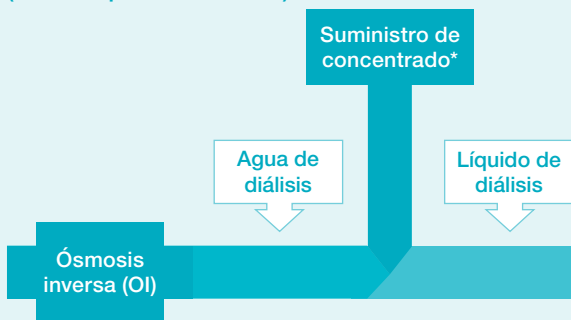 Suministro de
concentrado*
Agua de
diálisis
Líquido de
diálisis
Ósmosis
inversa (OI)